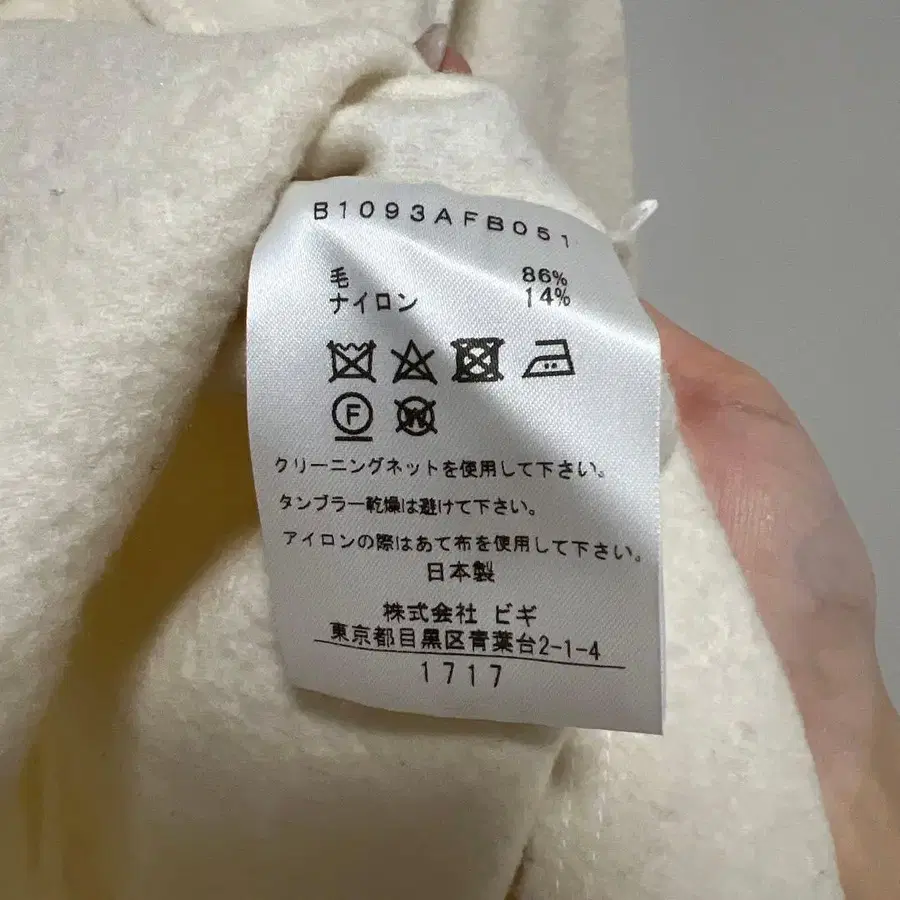 B1093AFB051
毛 86%
ナイロン 14%
F W
クリーニングネットを使用して下さい。
タンブラー乾燥は避けて下さい。
アイロンの際はあて布を使用して下さい。
日本製
株式会社 ビギ
東京都目黒区青葉台2-1-4
1717